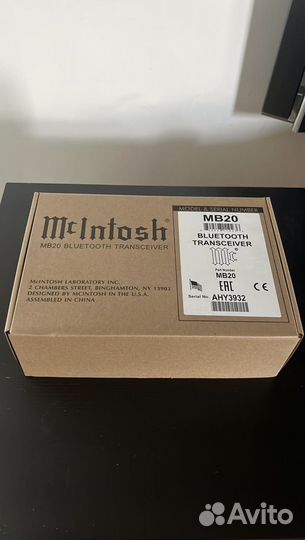 McIntosh®
MB20 BLUETOOTH TRANSCEIVER
McINTOSH LABORATORY INC.
2 CHAMBERS STREET, BINGHAMTON, NY 13903
DESIGNED BY MCINTOSH IN THE U.S.A.
ASSEMBLED IN CHINA
MODEL & SERIAL NUMBER
MB20
BLUETOOTH
TRANSCEIVER
Mc
Part Number
MB20
EAC CE
Serial No. AHY3932
Avito